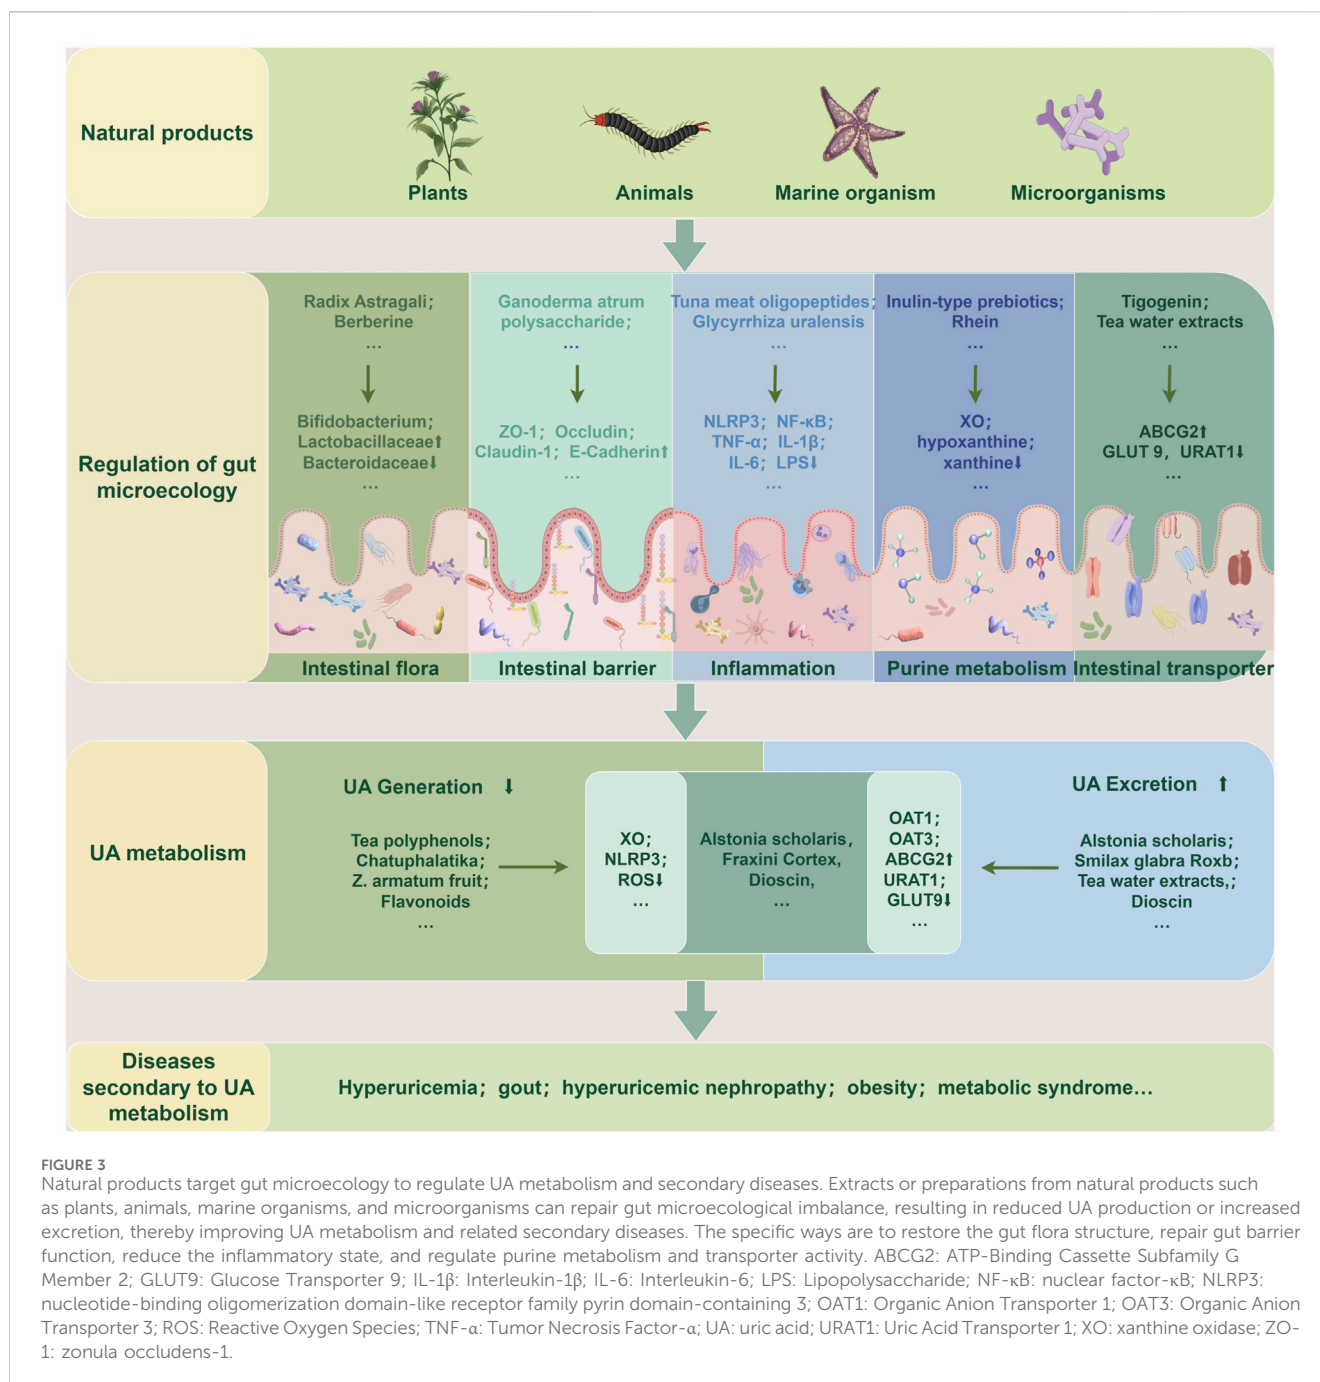 Natural products
Plants
Animals
Marine organism
Microorganisms
Regulation of gut
microecology
Radix Astragali;
Berberine
...
Bifidobacterium;
Lactobacillaceae⬆
Bacteroidaceae⬇
...
Intestinal flora
Ganoderma atrum
polysaccharide;
...
ZO-1; Occludin;
Claudin-1; E-Cadherin⬆
...
Intestinal barrier
Tuna meat oligopeptides;
Glycyrrhiza uralensis
...
NLRP3; NF-κB;
TNF-α; IL-1β;
IL-6; LPS⬇
...
Inflammation
Inulin-type prebiotics;
Rhein
...
XO;
hypoxanthine;
xanthine⬇
...
Purine metabolism
Tigogenin;
Tea water extracts
...
ABCG2⬆
GLUT 9, URAT1⬇
...
Intestinal transporter
UA metabolism
UA Generation ⬇
Tea polyphenols;
Chatuphalatika;
Z. armatum fruit;
Flavonoids
...
XO;
NLRP3;
ROS⬇
...
Alstonia scholaris,
Fraxini Cortex,
Dioscin,
...
OAT1;
OAT3;
ABCG2⬆
URAT1;
GLUT9⬇
...
UA Excretion ⬆
Alstonia scholaris;
Smilax glabra Roxb;
Tea water extracts,;
Dioscin
...
Diseases
secondary to UA
metabolism
Hyperuricemia; gout; hyperuricemic nephropathy; obesity; metabolic syndrome...
FIGURE 3
Natural products target gut microecology to regulate UA metabolism and secondary diseases. Extracts or preparations from natural products such
as plants, animals, marine organisms, and microorganisms can repair gut microecological imbalance, resulting in reduced UA production or increased
excretion, thereby improving UA metabolism and related secondary diseases. The specific ways are to restore the gut flora structure, repair gut barrier
function, reduce the inflammatory state, and regulate purine metabolism and transporter activity. ABCG2: ATP-Binding Cassette Subfamily G
Member 2; GLUT9: Glucose Transporter 9; IL-1β: Interleukin-1β; IL-6: Interleukin-6; LPS: Lipopolysaccharide; NF-κB: nuclear factor-κB; NLRP3:
nucleotide-binding oligomerization domain-like receptor family pyrin domain-containing 3; OAT1: Organic Anion Transporter 1; OAT3: Organic Anion
Transporter 3; ROS: Reactive Oxygen Species; TNF-α: Tumor Necrosis Factor-α; UA: uric acid; URAT1: Uric Acid Transporter 1; XO: xanthine oxidase; ZO-
1: zonula occludens-1.